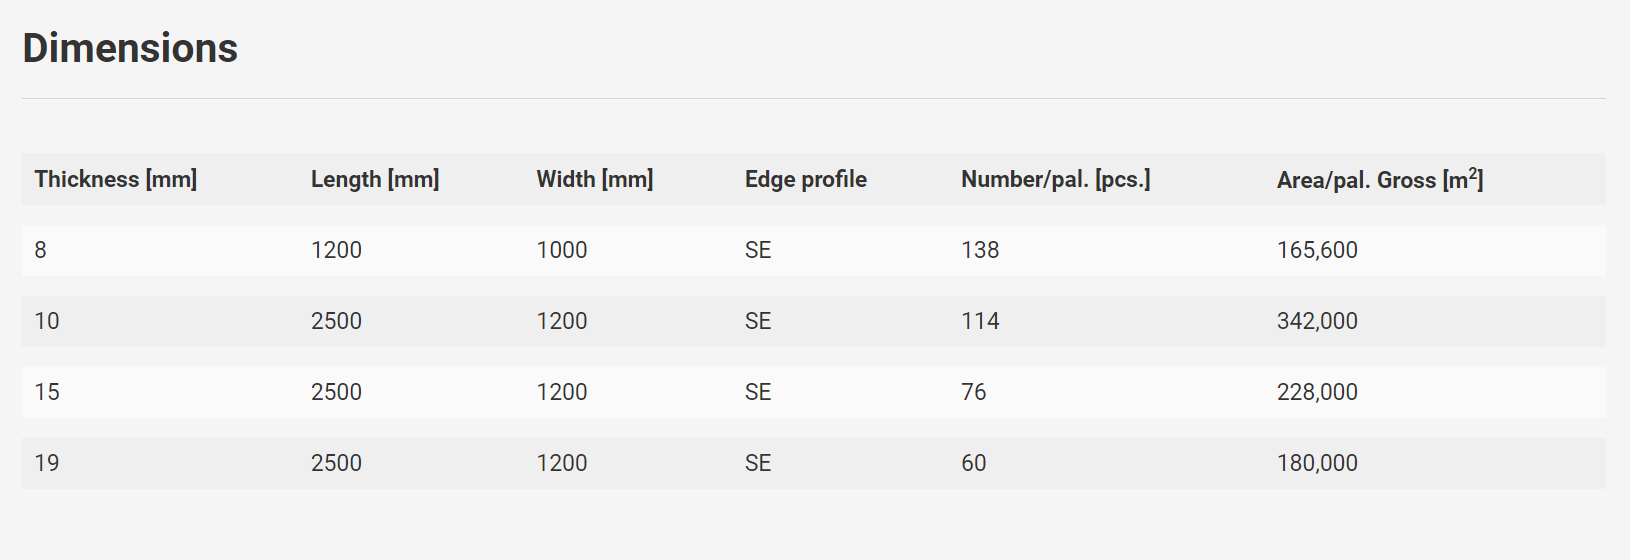 Dimensions
Thickness [mm] Length [mm] Width [mm] Edge profile Number/pal. [pcs.] Area/pal. Gross [m²]
8 1200 1000 SE 138 165,600
10 2500 1200 SE 114 342,000
15 2500 1200 SE 76 228,000
19 2500 1200 SE 60 180,000